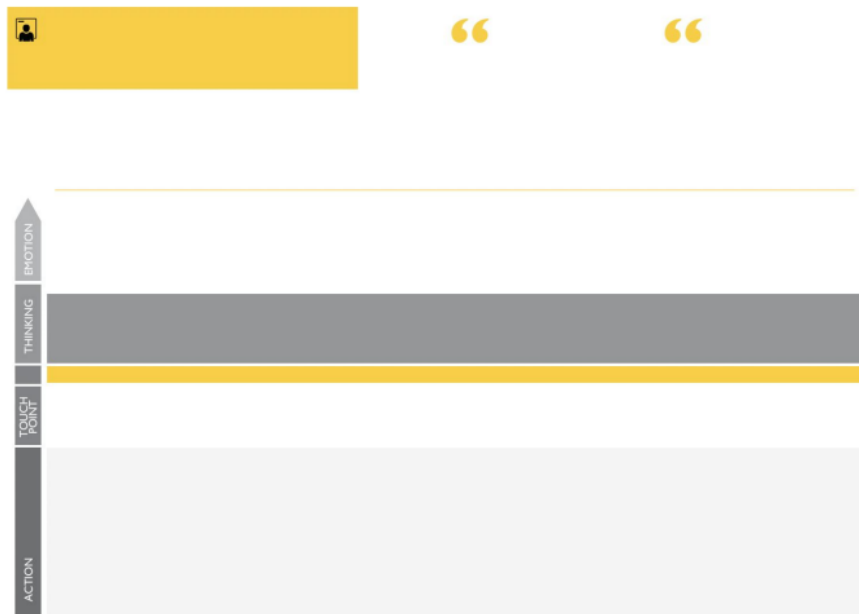 “
“
EMOTION
THINKING
TOUCH
POINT
ACTION